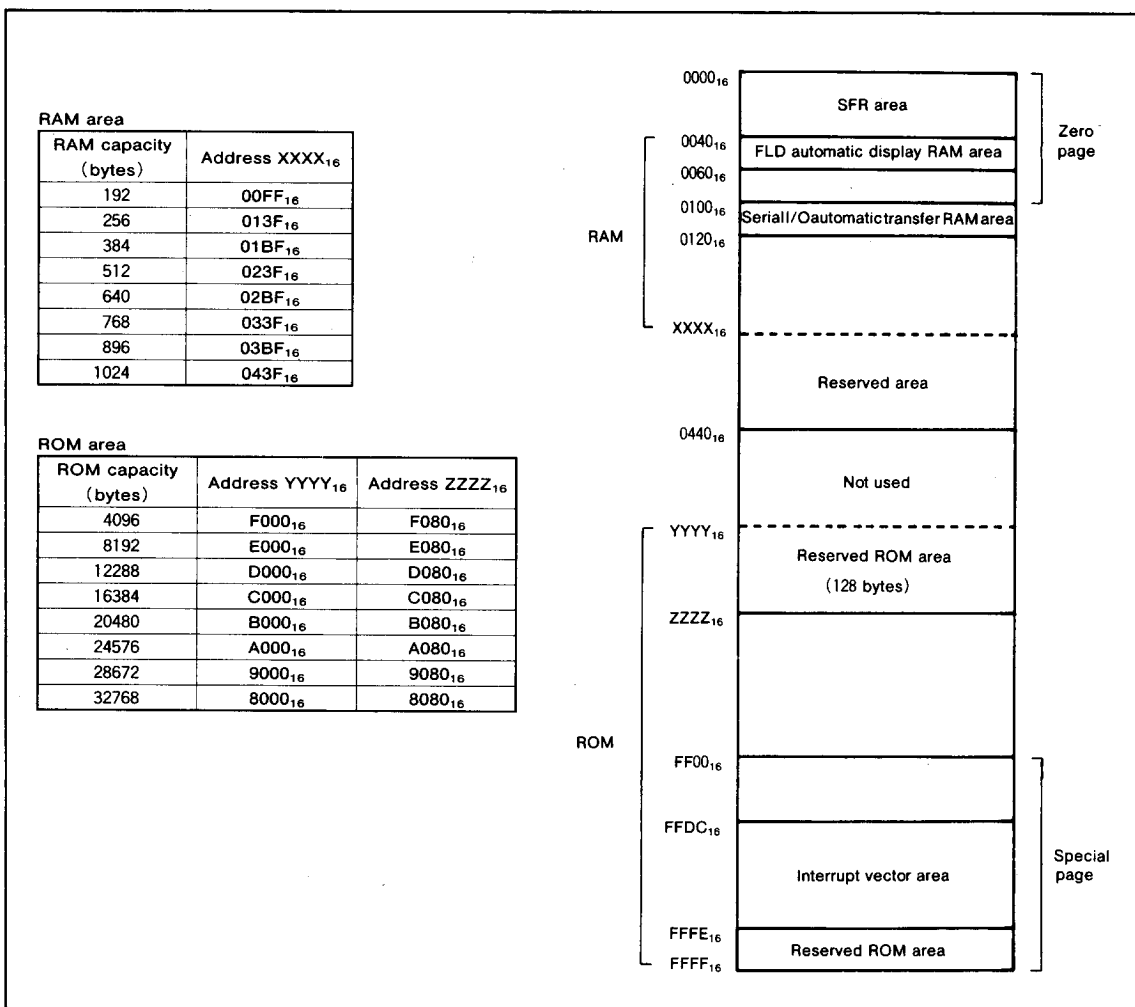 RAM area
RAM capacity (bytes) Address XXXX₁₆
192 00FF₁₆
256 013F₁₆
384 01BF₁₆
512 023F₁₆
640 02BF₁₆
768 033F₁₆
896 03BF₁₆
1024 043F₁₆
ROM area
ROM capacity (bytes) Address YYYY₁₆ Address ZZZZ₁₆
4096 F000₁₆ F080₁₆
8192 E000₁₆ E080₁₆
12288 D000₁₆ D080₁₆
16384 C000₁₆ C080₁₆
20480 B000₁₆ B080₁₆
24576 A000₁₆ A080₁₆
28672 9000₁₆ 9080₁₆
32768 8000₁₆ 8080₁₆
0000₁₆
SFR area
Zero page
0040₁₆
FLD automatic display RAM area
0060₁₆
0100₁₆
SerialI/OautomatictransferRAMarea
RAM
0120₁₆
XXXX₁₆
Reserved area
0440₁₆
Not used
YYYY₁₆
Reserved ROM area
(128 bytes)
ZZZZ₁₆
ROM
FF00₁₆
FFDC₁₆
Interrupt vector area
Special page
FFFE₁₆
Reserved ROM area
FFFF₁₆